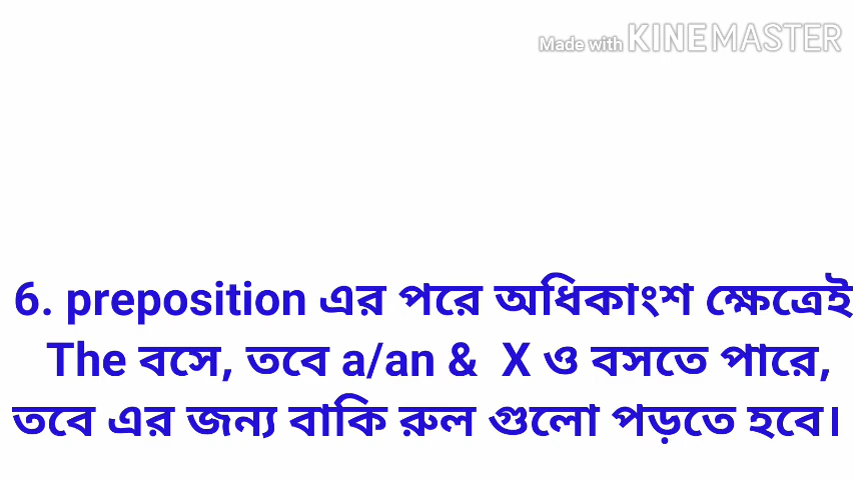 Made with KINEMASTER
6. preposition এর পরে অধিকাংশ ক্ষেত্রেই
The বসে, তবে a/an & X ও বসতে পারে,
তবে এর জন্য বাকি রুল গুলো পড়তে হবে।